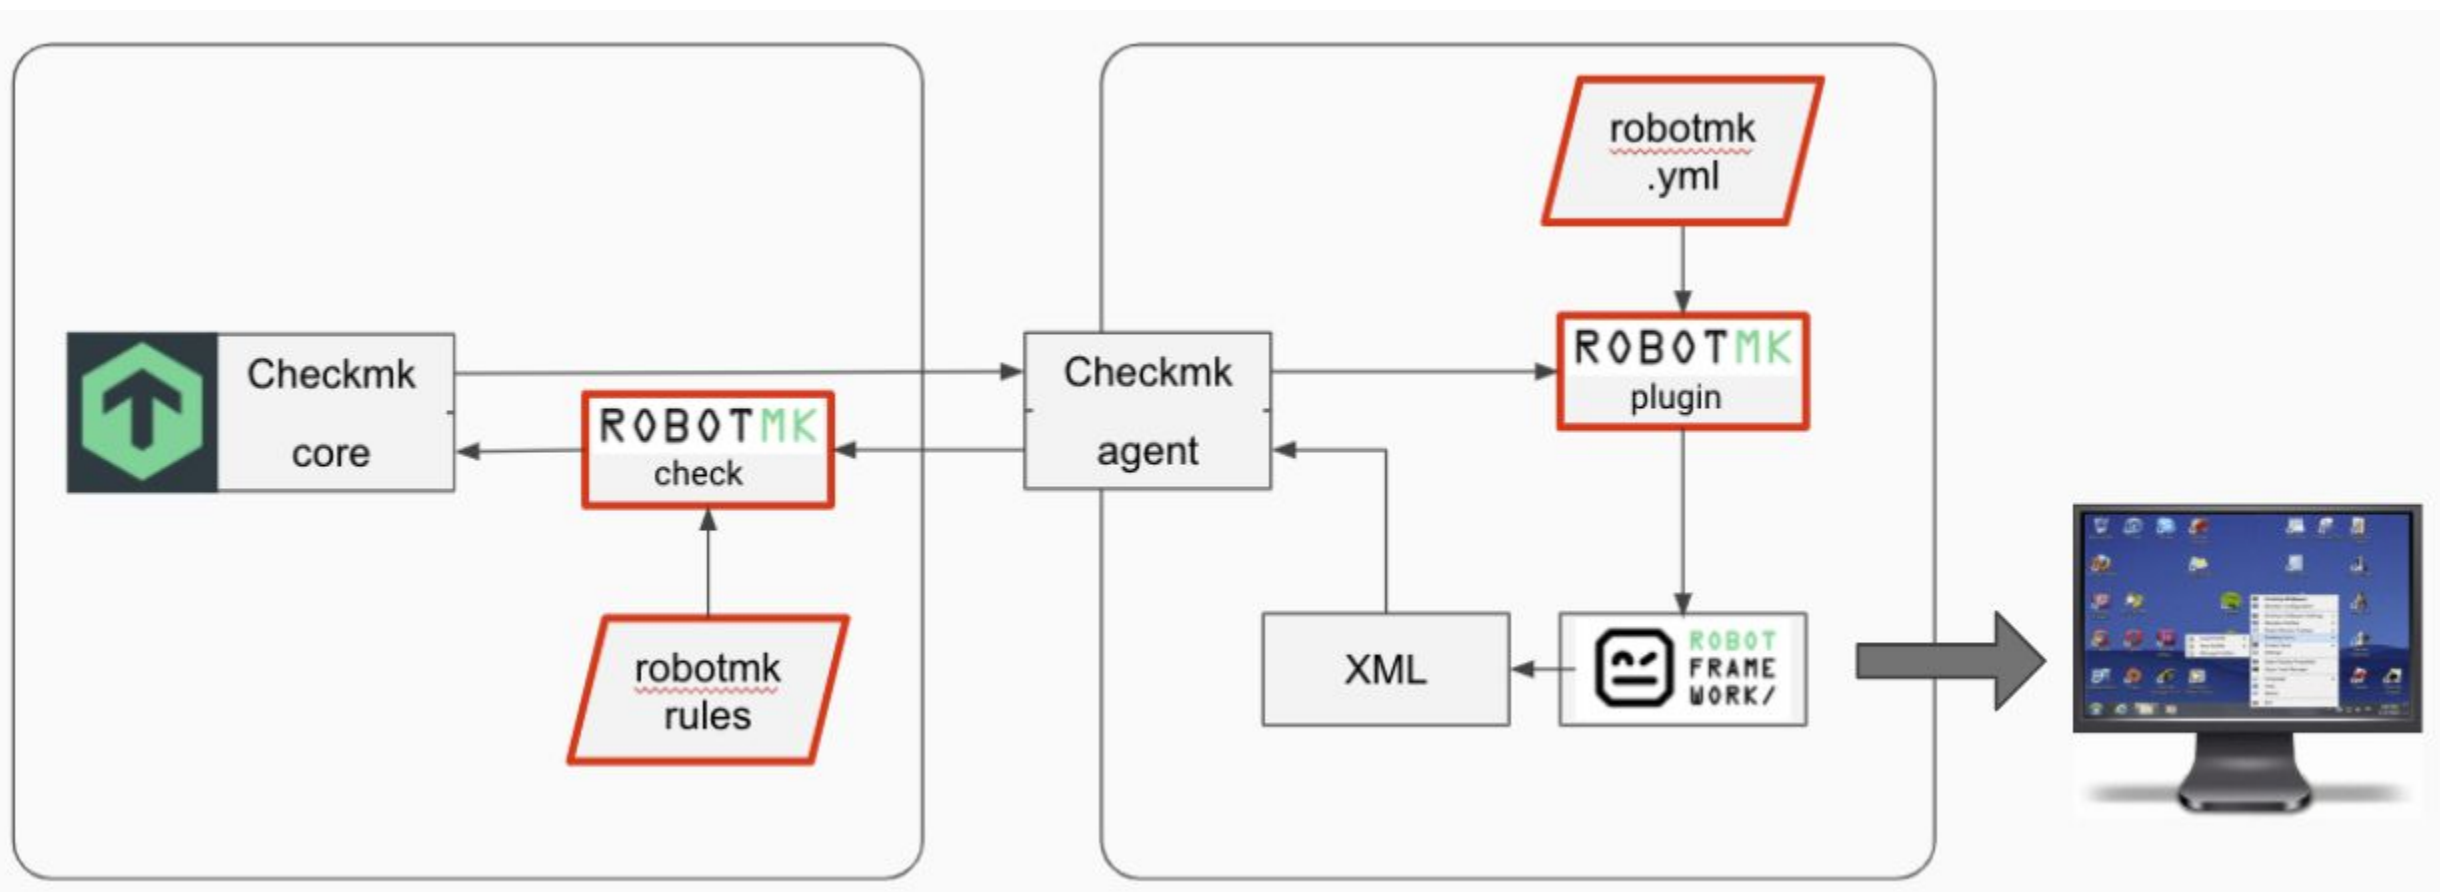 robotmk
.yml
Checkmk
core
ROBOTMK
check
robotmk
rules
Checkmk
agent
ROBOTMK
plugin
XML
ROBOT
FRAME
WORK/